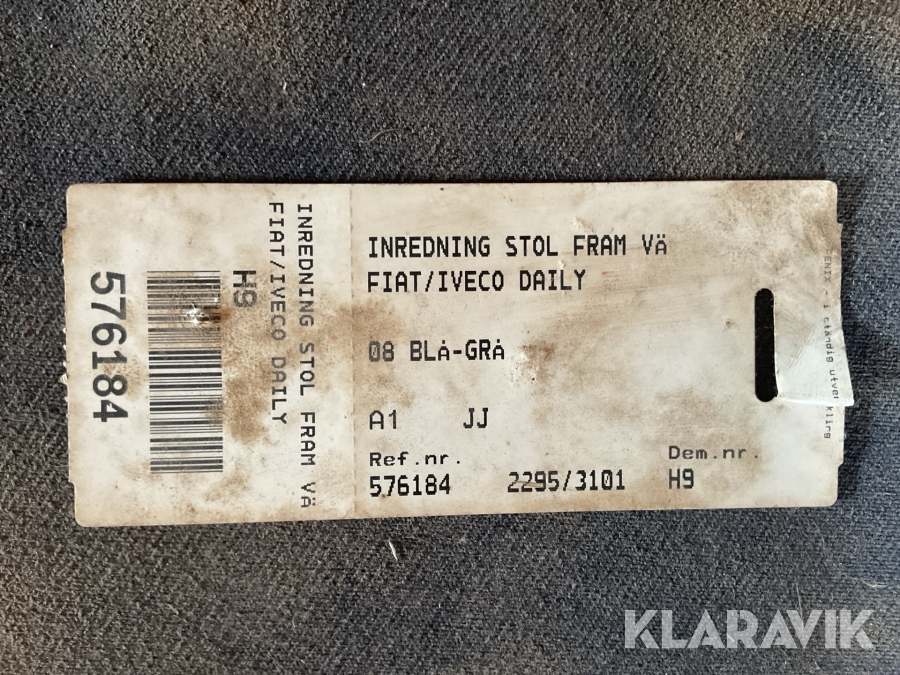 INREDNING STOL FRAM VÄ
FIAT/IVECO DAILY
H9
576184
INREDNING STOL FRAM VÄ
FIAT/IVECO DAILY
08 BLÅ-GRÅ
A1 JJ
Ref.nr. Dem.nr.
576184 2295/3101 H9
ständig
KLARAVIK